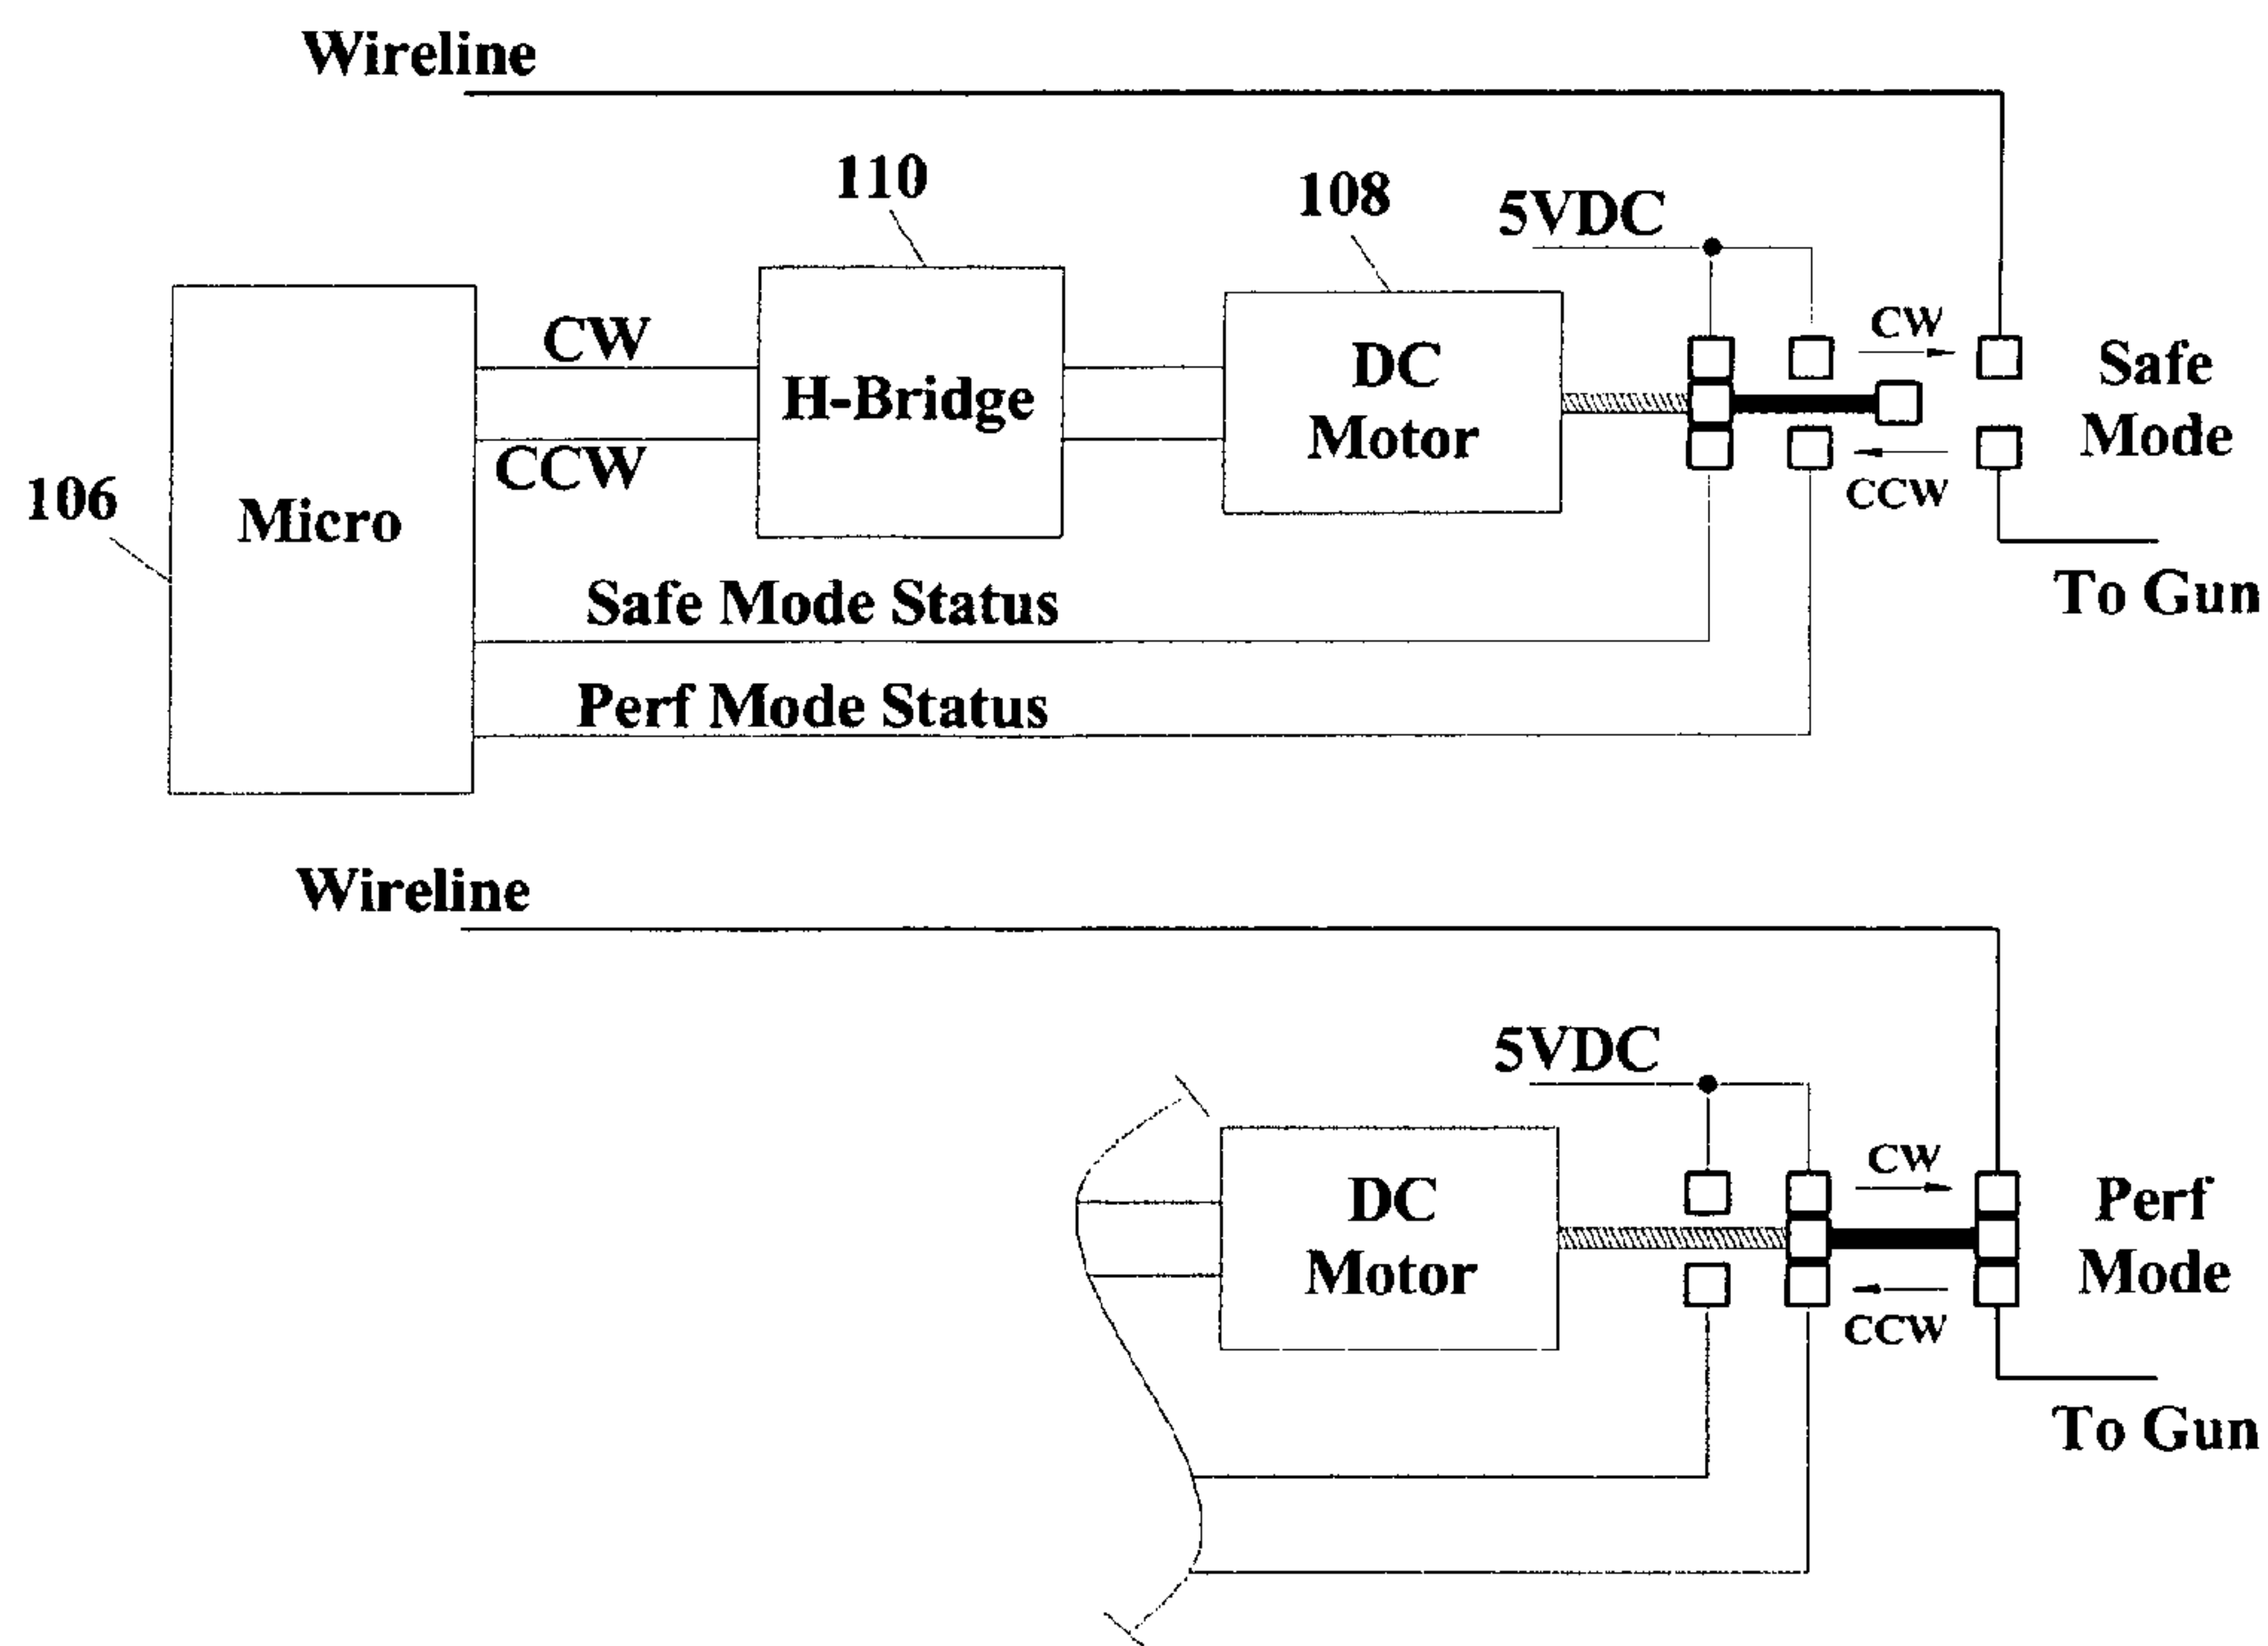 Wireline
110
108
5VDC
CW
CW
Safe
Mode
H-Bridge
DC
Motor
CCW
CCW
106
Micro
To Gun
Safe Mode Status
Perf Mode Status
Wireline
5VDC
CW
Perf
Mode
DC
Motor
CCW
To Gun